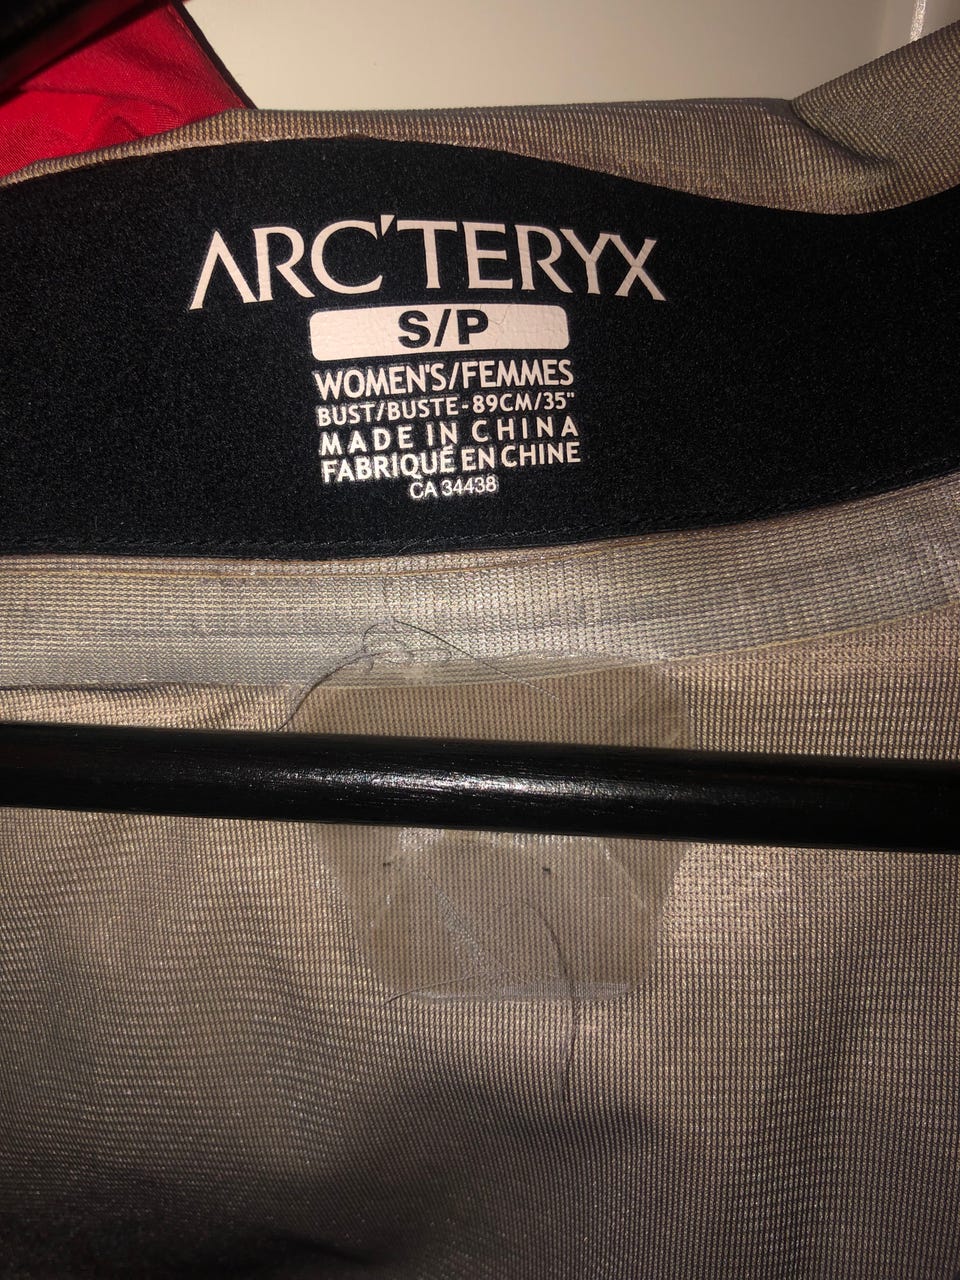 ARC'TERYX
S/P
WOMEN'S/FEMMES
BUST/BUSTE-89CM/35"
MADE IN CHINA
FABRIQUÉ EN CHINE
CA 34438